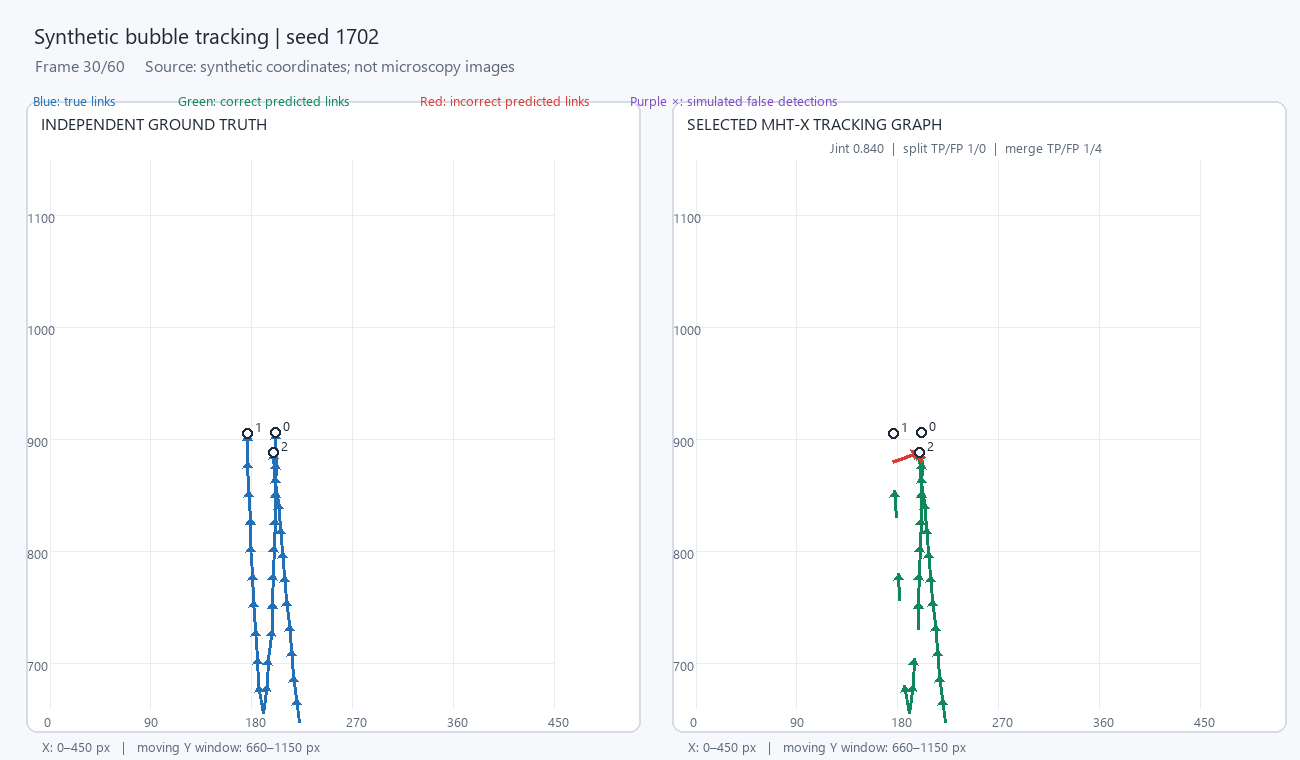 Synthetic bubble tracking | seed 1702
Frame 30/60 Source: synthetic coordinates; not microscopy images
Blue: true links Green: correct predicted links Red: incorrect predicted links Purple ×: simulated false detections
INDEPENDENT GROUND TRUTH
1100
1000
900
800
700
1
0
2
0 90 180 270 360 450
X: 0–450 px | moving Y window: 660–1150 px
SELECTED MHT-X TRACKING GRAPH
Jint 0.840 | split TP/FP 1/0 | merge TP/FP 1/4
1100
1000
900
800
700
1
0
2
0 90 180 270 360 450
X: 0–450 px | moving Y window: 660–1150 px